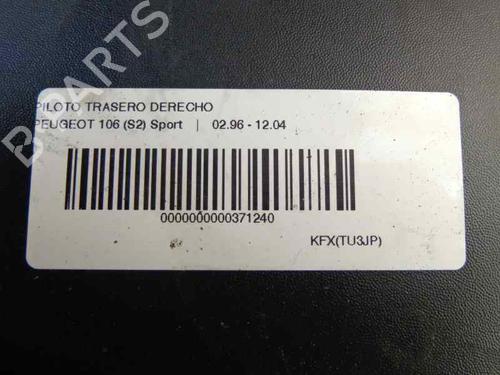 PILOTO TRASERO DERECHO
PEUGEOT 106 (S2) Sport | 02.96 - 12.04
0000000000371240
KFX(TU3JP)
B-PARTS